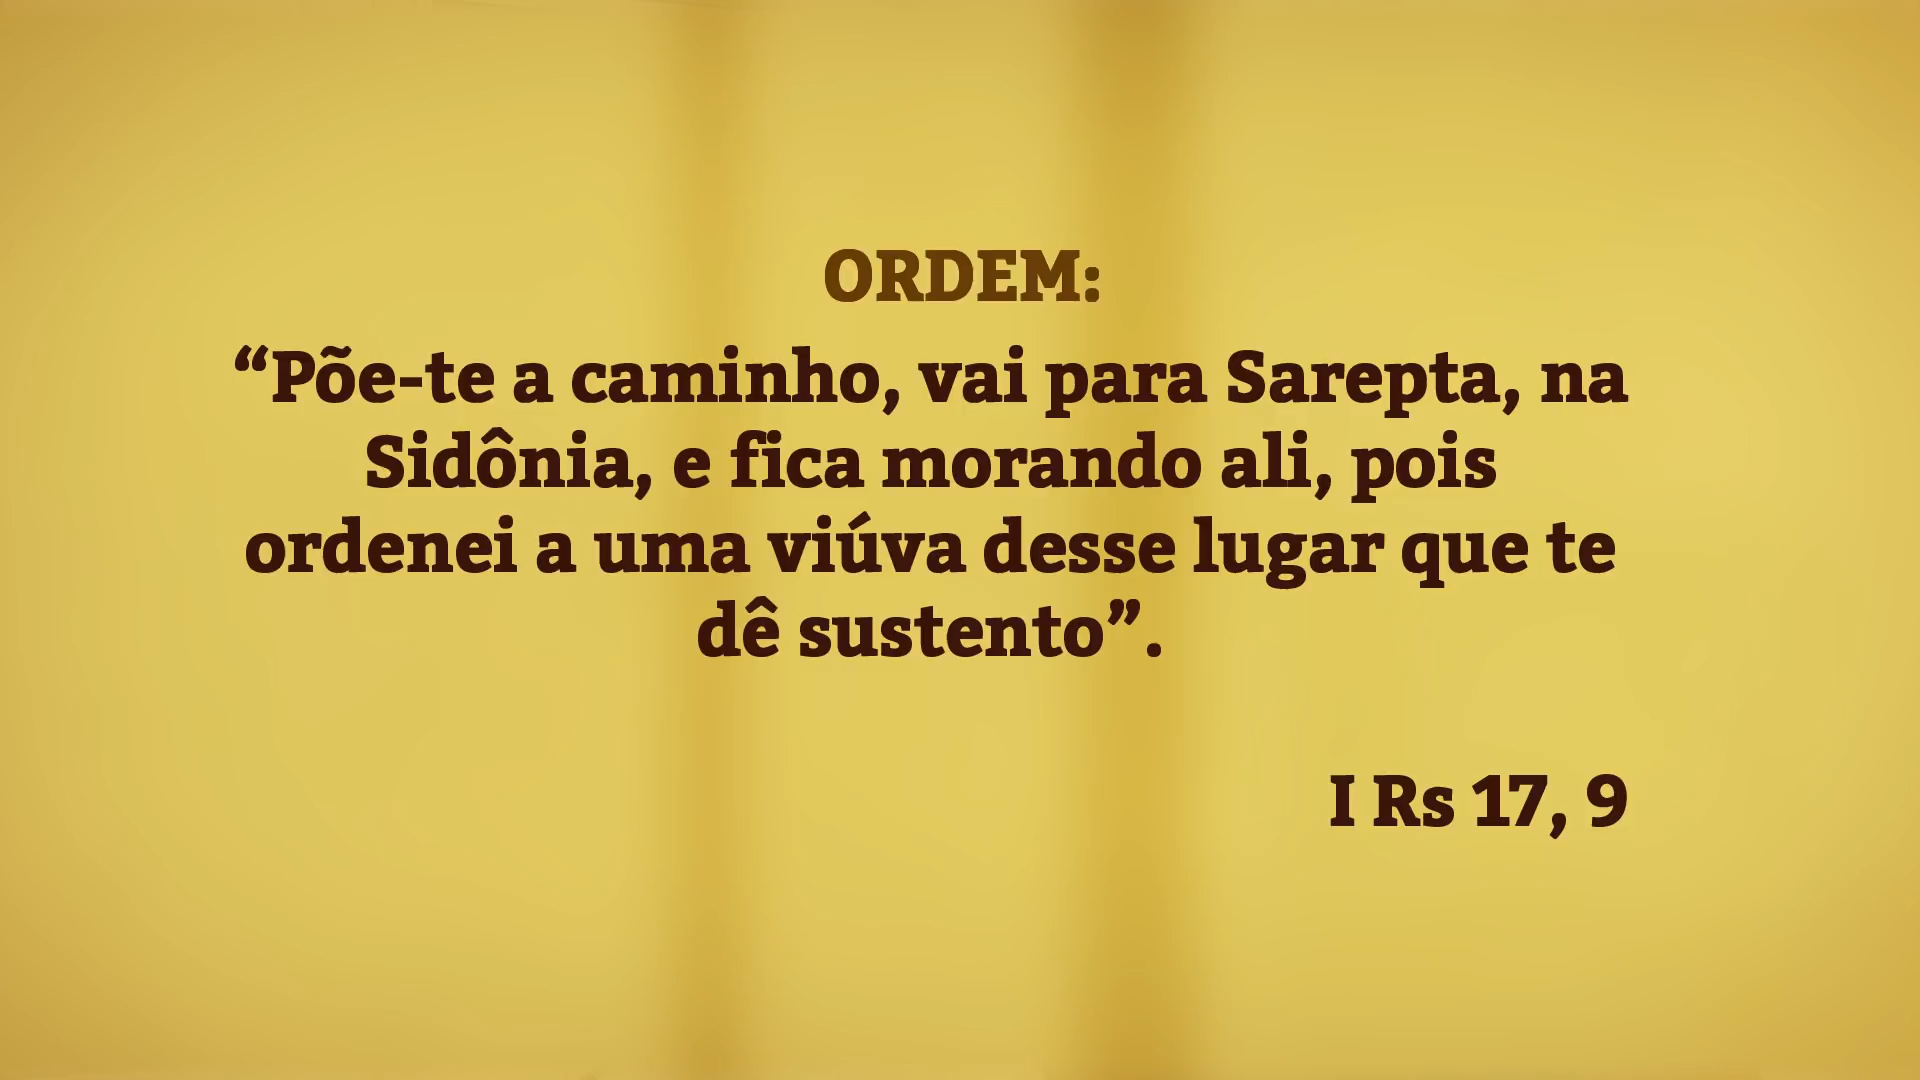 ORDEM:
“Põe-te a caminho, vai para Sarepta, na
Sidônia, e fica morando ali, pois
ordenei a uma viúva desse lugar que te
dê sustento”.
I Rs 17, 9